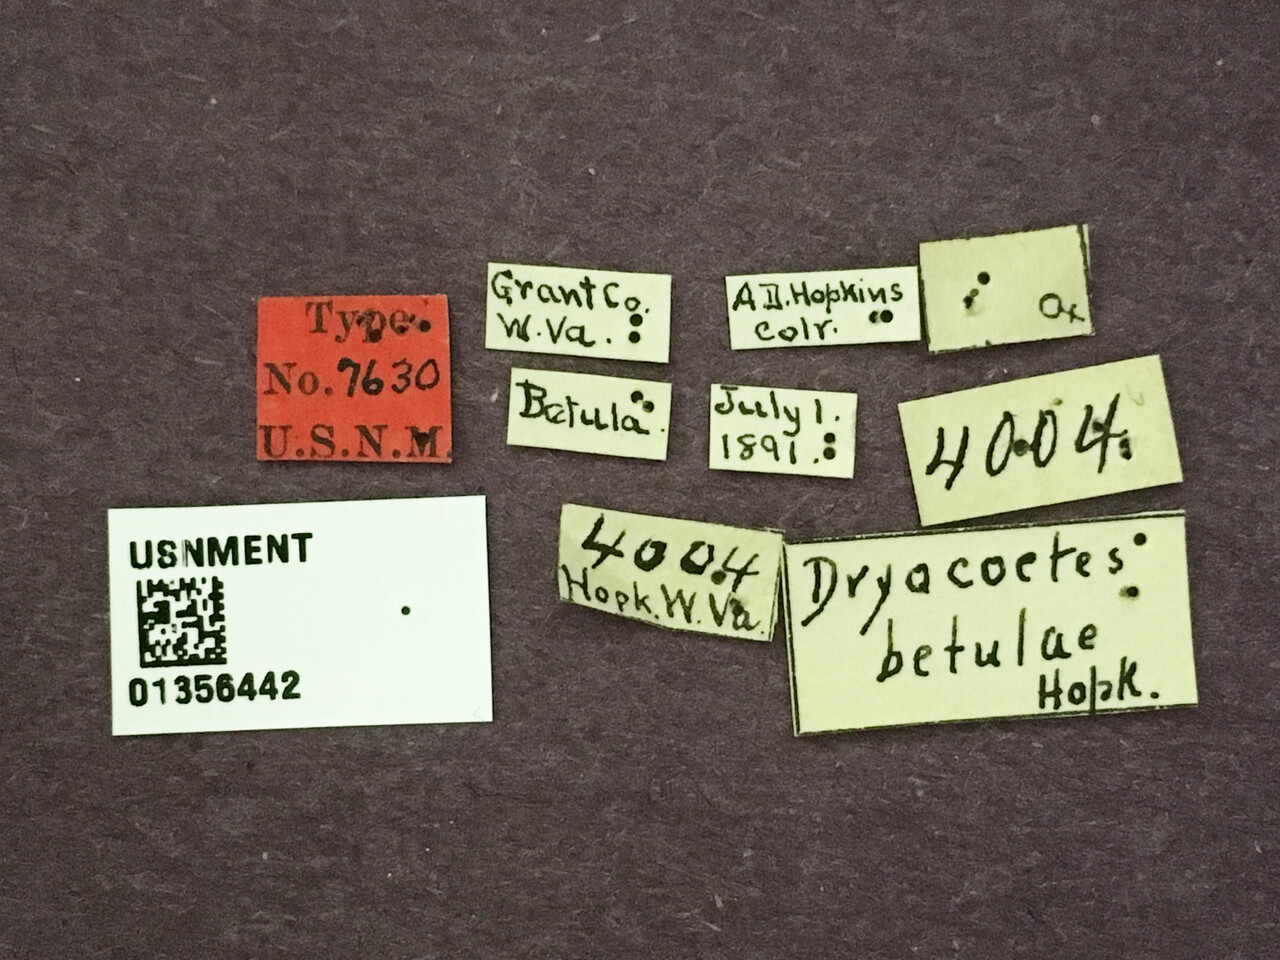 Type
No. 7630
U.S.N.M.
Grant Co.
W.Va.
A.D. Hopkins
Colr.
Betula.
July 1.
1891.
4004
USNMENT
01356442
4004
Hopk. W. Va.
Dryocoetes
betulae
Hopk.